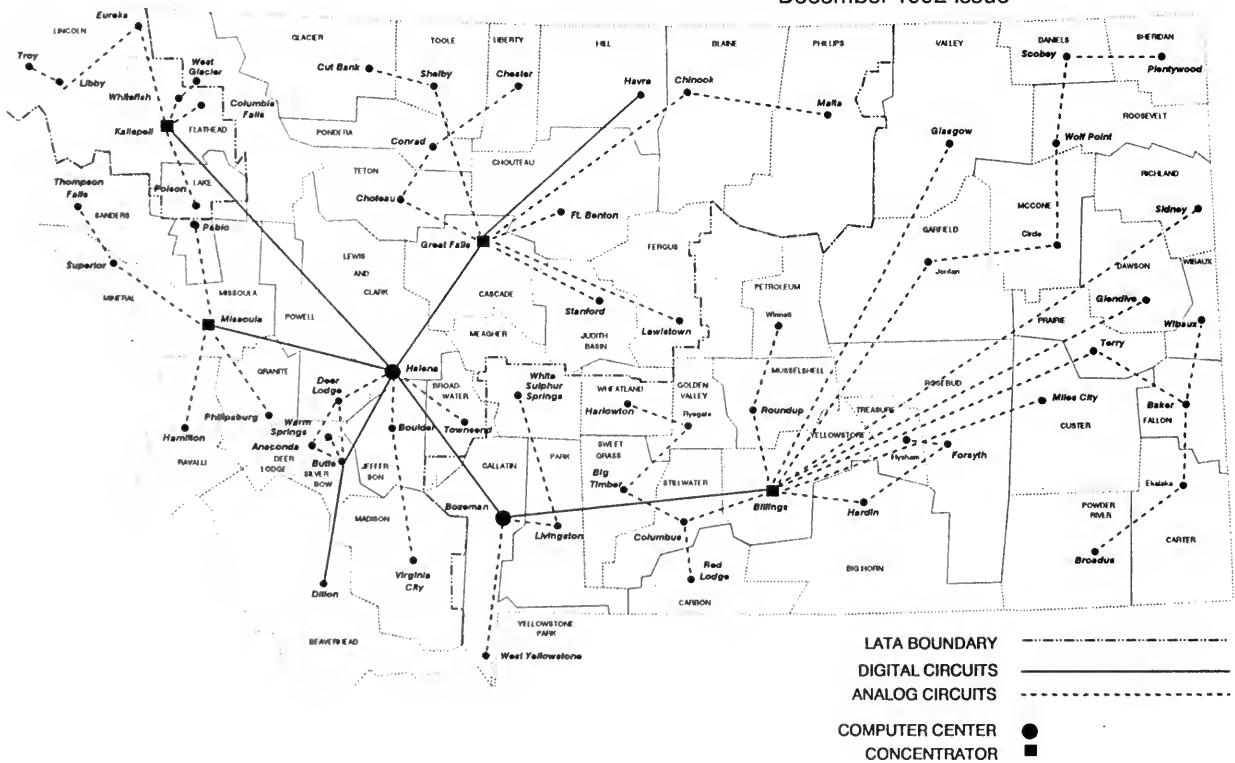 December 1992 Issue
Eureka
LINCOLN
GLACIER
TOOLE
LIBERTY
HILL
BLAINE
PHILLIPS
VALLEY
DANIELS
SHERIDAN
Scobey
Plentywood
Troy
Libby
West
Glacier
Cut Bank
Shelby
Chester
Havre
Chinook
Malta
Whitefish
Columbia
Falls
Kalispell
FLATHEAD
PONDERA
Conrad
CHOUTEAU
Glasgow
Wolf Point
ROOSEVELT
RICHLAND
Thompson
Falls
LAKE
Polson
TETON
Choteau
Ft. Benton
SANDERS
Pablo
Great Falls
FERGUS
GARFIELD
MCCONE
Circle
Sidney
Superior
LEWIS
AND
CLARK
CASCADE
PETROLEUM
Jordan
DAWSON
WIBAUX
MINERAL
MISSOULA
Missoula
POWELL
MEAGHER
Stanford
JUDITH
BASIN
Lewistown
Winnett
PRAIRIE
Glendive
Wibaux
Terry
GRANITE
Deer
Lodge
Helena
BROAD-
WATER
White
Sulphur
Springs
WHEATLAND
Harlowton
GOLDEN
VALLEY
Ryegate
MUSSELSHELL
Roundup
ROSEBUD
TREASURE
Miles City
Baker
FALLON
Philipsburg
Warm
Springs
Anaconda
DEER
LODGE
Butte
SILVER
BOW
Boulder
Townsend
JEFFER
SON
GALLATIN
PARK
SWEET
GRASS
YELLOWSTONE
Hysham
Forsyth
CUSTER
Hamilton
RAVALLI
Big
Timber
STILLWATER
Billings
Hardin
Ekalaka
MADISON
Bozeman
Livingston
Columbus
POWDER
RIVER
Broadus
CARTER
Dillon
Virginia
City
Red
Lodge
CARBON
BIG HORN
BEAVERHEAD
YELLOWSTONE
PARK
West Yellowstone
LATA BOUNDARY
DIGITAL CIRCUITS
ANALOG CIRCUITS
COMPUTER CENTER
CONCENTRATOR